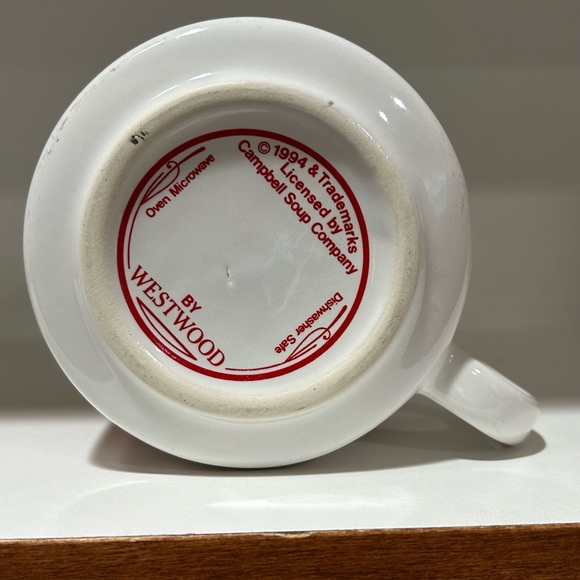 © 1994 & Trademarks
Licensed by
Campbell Soup Company
Oven Microwave
BY
WESTWOOD
Dishwasher Safe